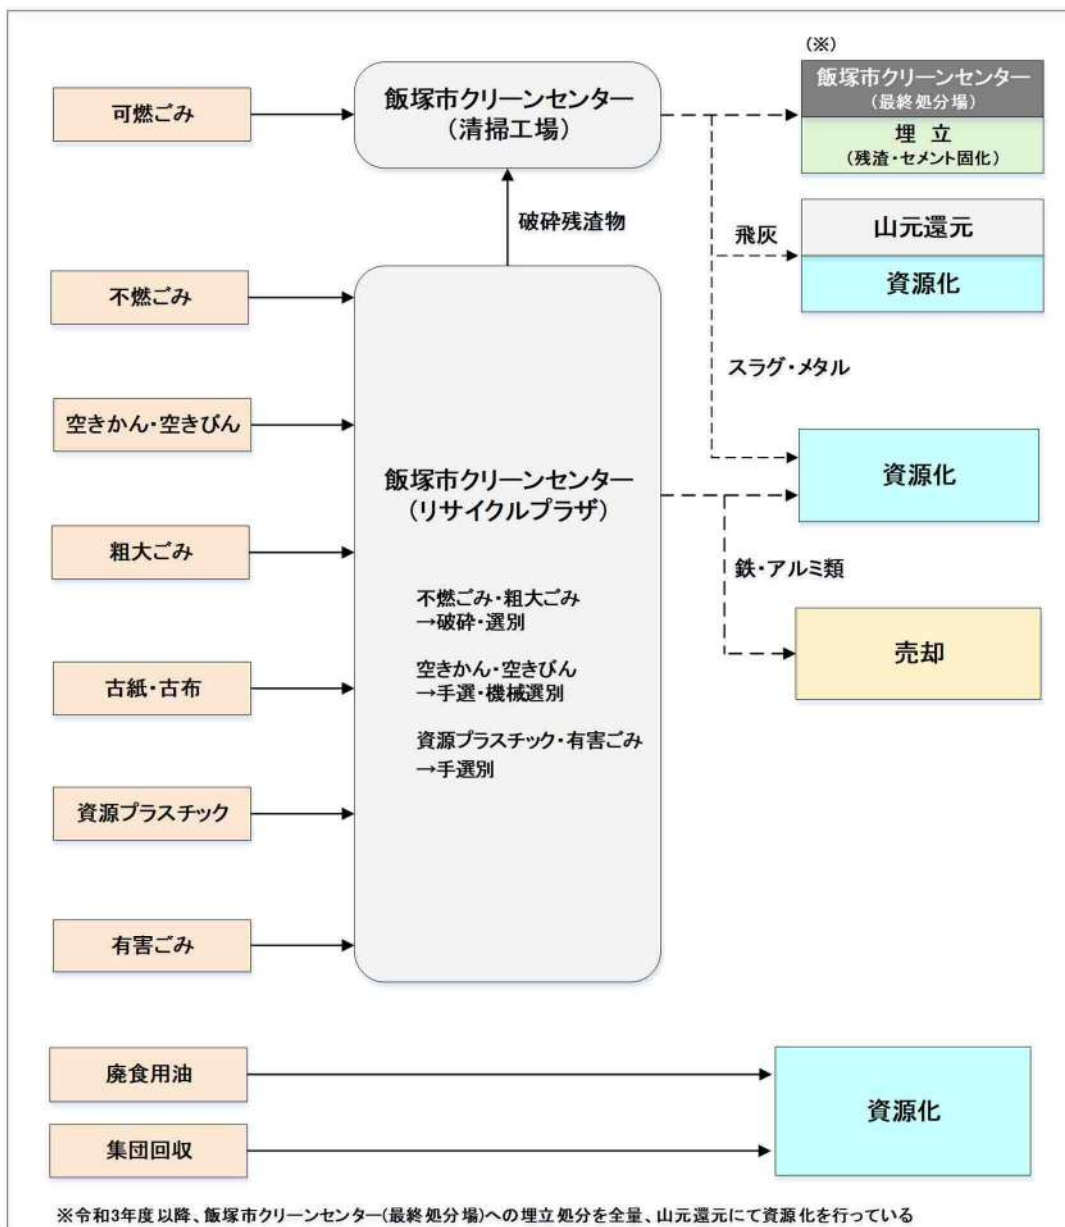 (※)
可燃ごみ
飯塚市クリーンセンター
(清掃工場)
飯塚市クリーンセンター
(最終処分場)
埋 立
(残渣・セメント固化)
破砕残渣物
飛灰
山元還元
資源化
不燃ごみ
スラグ・メタル
空きかん・空きびん
飯塚市クリーンセンター
(リサイクルプラザ)
資源化
粗大ごみ
鉄・アルミ類
不燃ごみ・粗大ごみ
→破砕・選別
売却
古紙・古布
空きかん・空きびん
→手選・機械選別
資源プラスチック・有害ごみ
→手選別
資源プラスチック
有害ごみ
廃食用油
資源化
集団回収
※令和3年度以降、飯塚市クリーンセンター(最終処分場)への埋立処分を全量、山元還元にて資源化を行っている